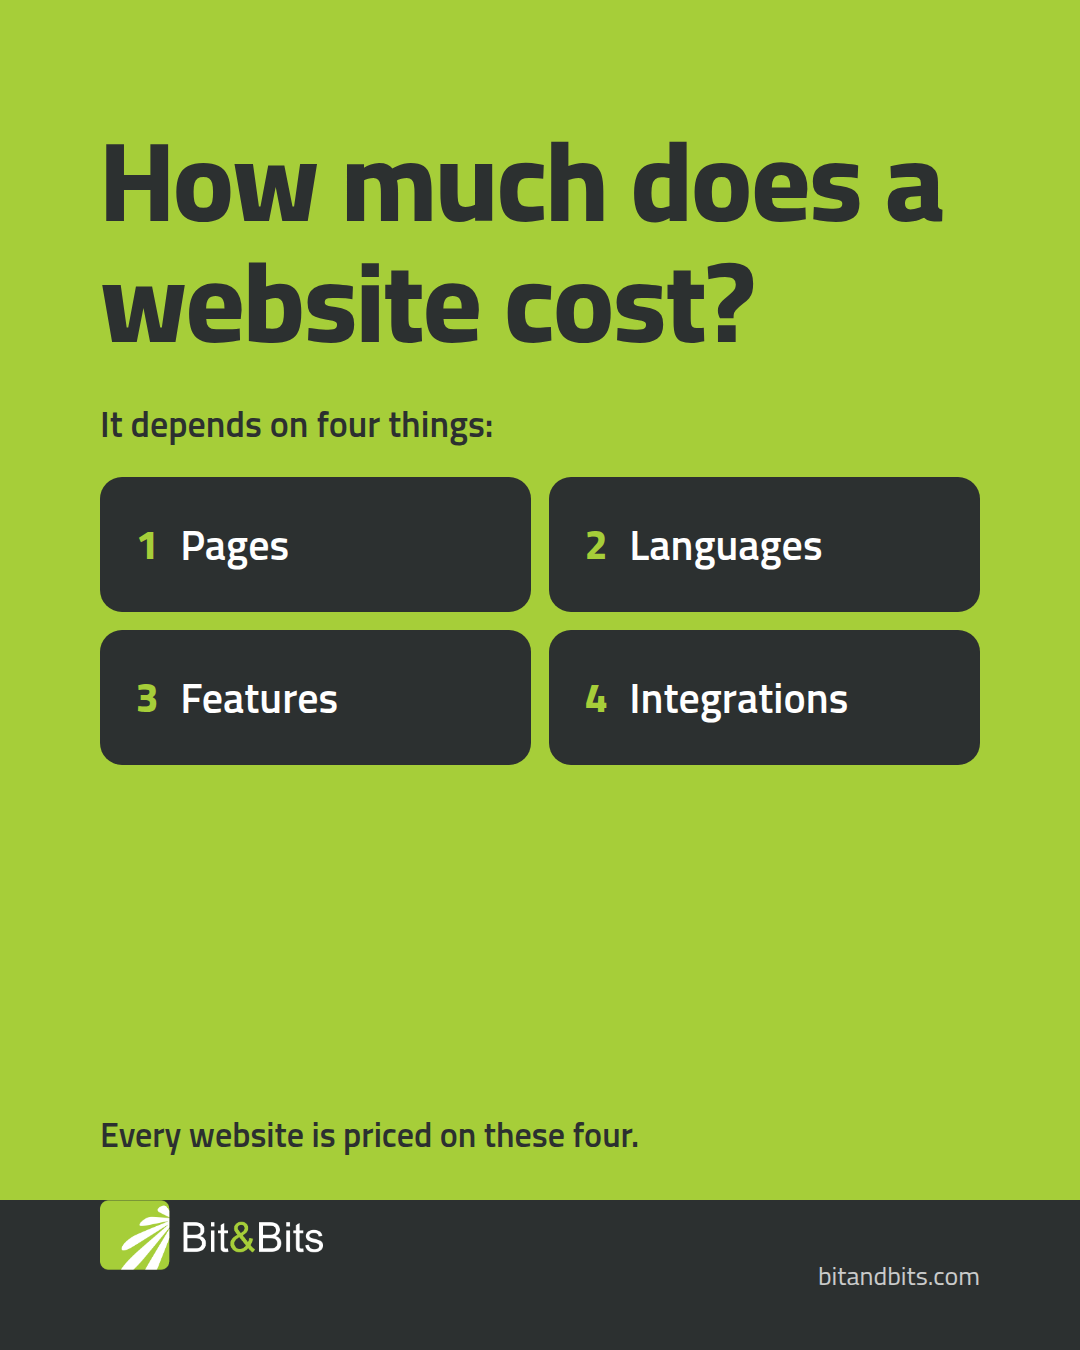 How much does a
website cost?
It depends on four things:
1 Pages
2 Languages
3 Features
4 Integrations
Every website is priced on these four.
Bit&Bits
bitandbits.com